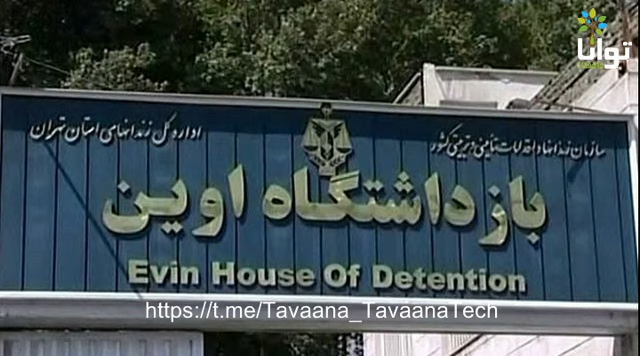 توانا
سازمان زندانها و اقدامات تأمینی و تربیتی کشور
اداره کل زندانهای استان تهران
بازداشتگاه اوین
Evin House Of Detention
https://t.me/Tavaana_TavaanaTech